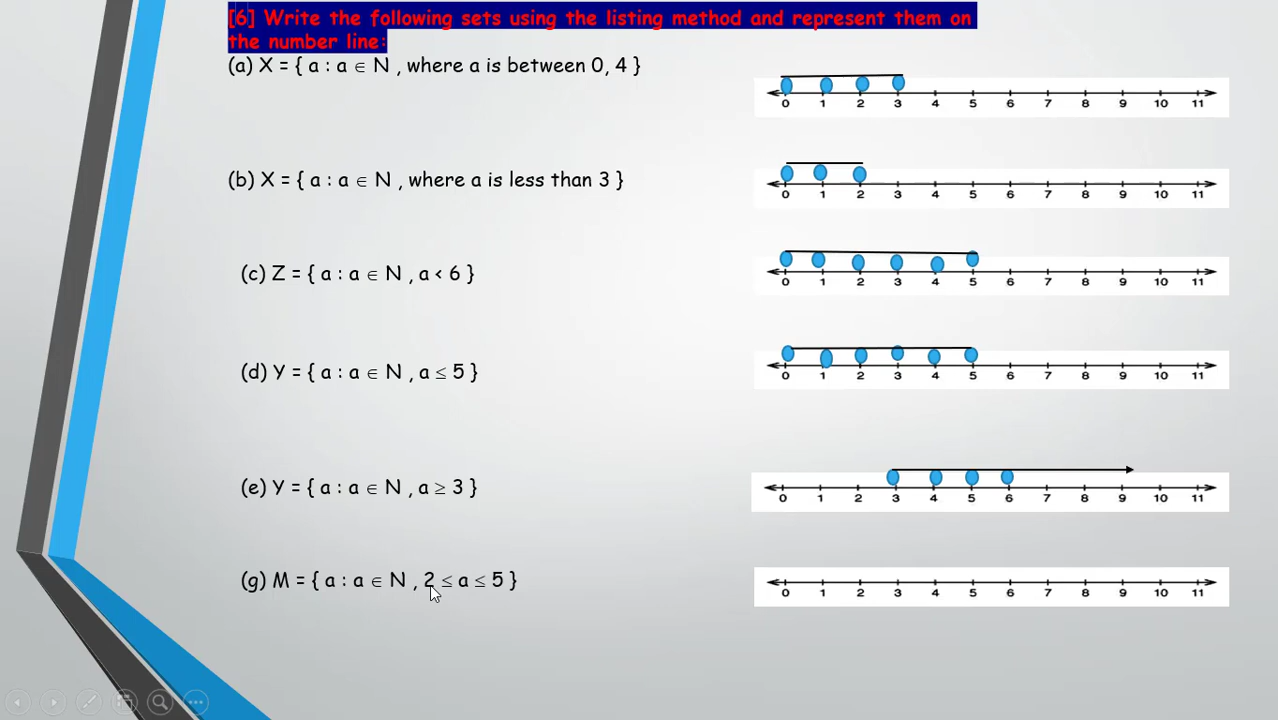 [6] Write the following sets using the listing method and represent them on
the number line:
(a) X = { a : a ∈ N , where a is between 0, 4 }
0 1 2 3 4 5 6 7 8 9 10 11
(b) X = { a : a ∈ N , where a is less than 3 }
0 1 2 3 4 5 6 7 8 9 10 11
(c) Z = { a : a ∈ N , a < 6 }
0 1 2 3 4 5 6 7 8 9 10 11
(d) Y = { a : a ∈ N , a ≤ 5 }
0 1 2 3 4 5 6 7 8 9 10 11
(e) Y = { a : a ∈ N , a ≥ 3 }
0 1 2 3 4 5 6 7 8 9 10 11
(g) M = { a : a ∈ N , 2 ≤ a ≤ 5 }
0 1 2 3 4 5 6 7 8 9 10 11